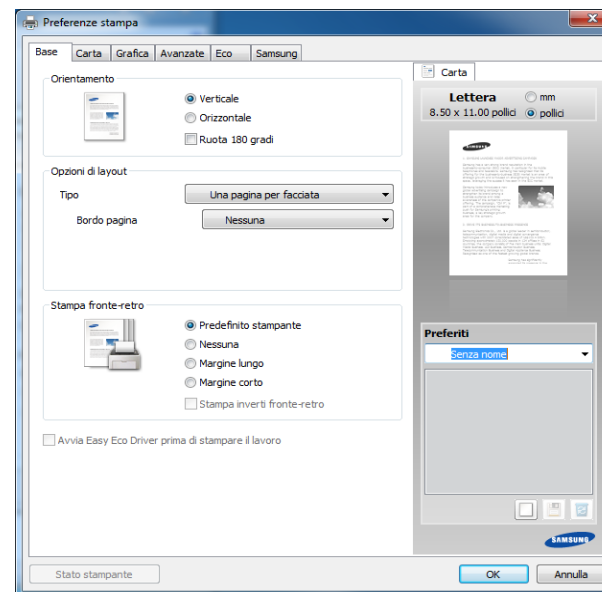 Preferenze stampa
Base Carta Grafica Avanzate Eco Samsung
Orientamento
Verticale
Orizzontale
Ruota 180 gradi
Opzioni di layout
Tipo Una pagina per facciata
Bordo pagina Nessuna
Stampa fronte-retro
Predefinito stampante
Nessuna
Margine lungo
Margine corto
Stampa inverti fronte-retro
Avvia Easy Eco Driver prima di stampare il lavoro
Stato stampante
Carta
Lettera mm
8.50 x 11.00 pollici pollici
Preferiti
Senza nome
SAMSUNG
OK Annulla